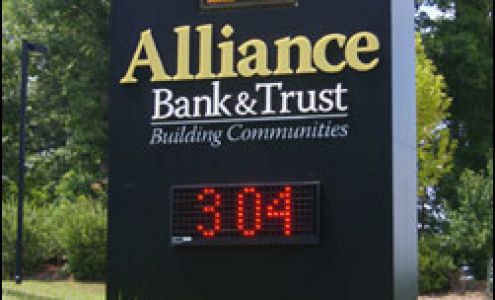 Alliance
Bank & Trust
Building Communities
3:04